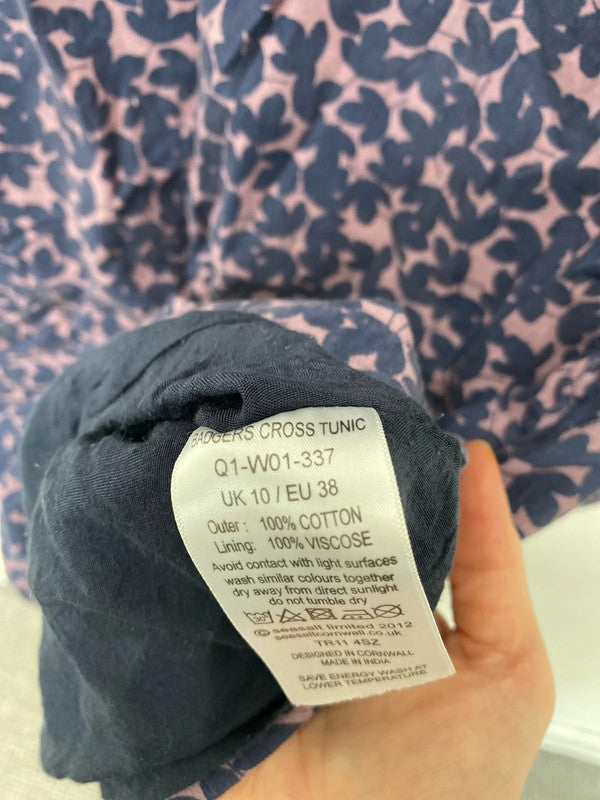 BADGERS CROSS TUNIC
Q1-W01-337
UK 10 / EU 38
Outer : 100% COTTON
Lining: 100% VISCOSE
Avoid contact with light surfaces
wash similar colours together
dry away from direct sunlight
do not tumble dry
30°
© seasalt limited 2012
seasaltcornwall.co.uk
TR11 4SZ
DESIGNED IN CORNWALL
MADE IN INDIA
SAVE ENERGY WASH AT
LOWER TEMPERATURE